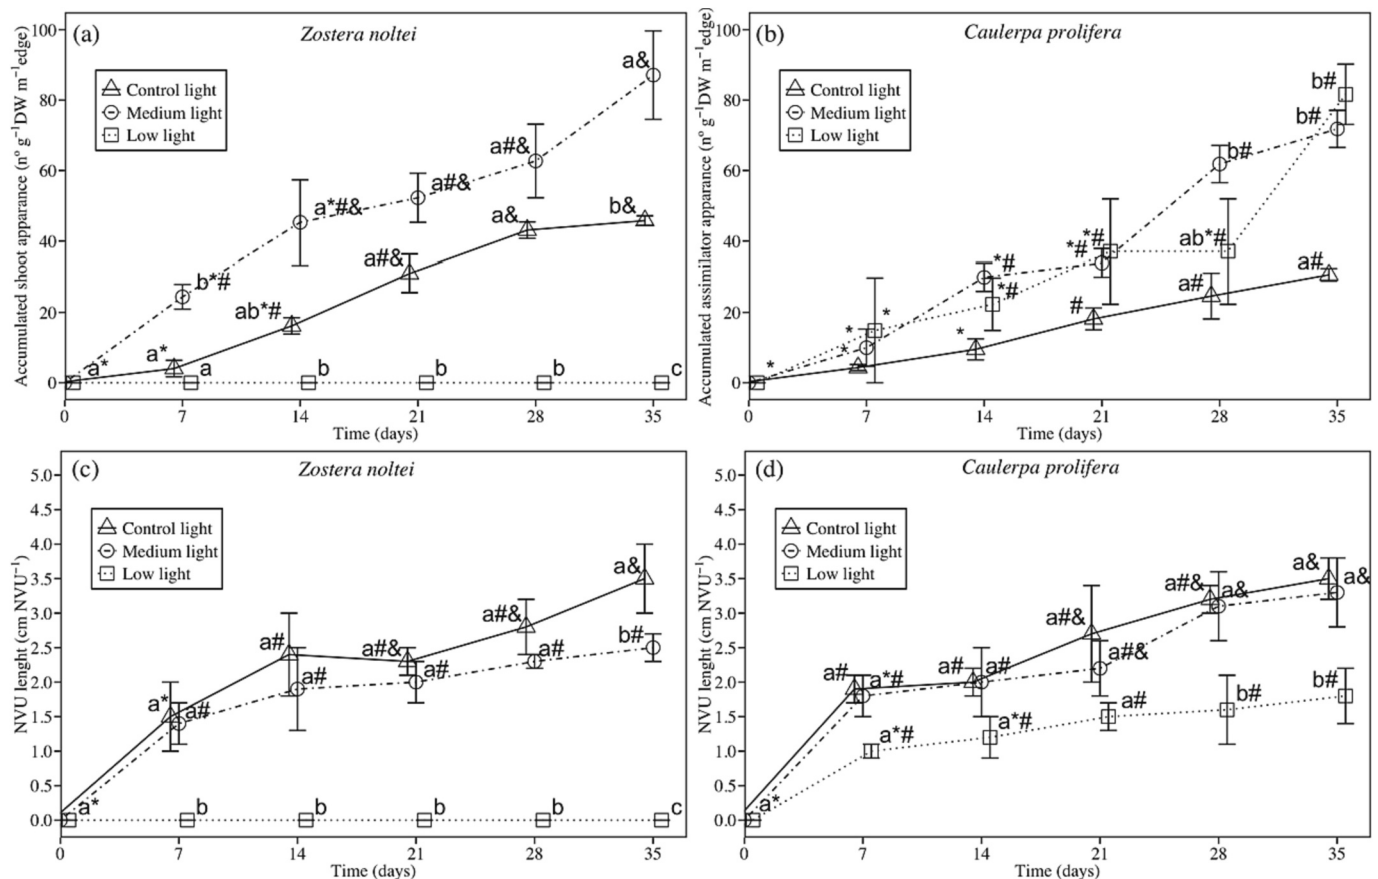 (a)
Zostera noltei
Accumulated shoot apparance (nº g⁻¹DW m⁻¹edge)
100
80
60
40
20
0
Control light
Medium light
Low light
a&
a#&
a#&
a*#&
b*#
b&
a&
a#&
ab*#
a*
a*
a
b
b
b
c
0 7 14 21 28 35
Time (days)
(b)
Caulerpa prolifera
Accumulated assimilator apparance (nº g⁻¹DW m⁻¹edge)
100
80
60
40
20
0
Control light
Medium light
Low light
b#
b#
b#
ab*#
*#
*#
*#
*#
a#
a#
#
*
*
*
*
*
0 7 14 21 28 35
Time (days)
(c)
Zostera noltei
NVU lenght (cm NVU⁻¹)
5.0
4.5
4.0
3.5
3.0
2.5
2.0
1.5
1.0
0.5
0.0
Control light
Medium light
Low light
a&
a#&
a#&
a#
a*
b#
a#
a#
a#
a#
a*
b
b
b
b
c
0 7 14 21 28 35
Time (days)
(d)
Caulerpa prolifera
NVU lenght (cm NVU⁻¹)
5.0
4.5
4.0
3.5
3.0
2.5
2.0
1.5
1.0
0.5
0.0
Control light
Medium light
Low light
a&
a&
a#&
a&
a#&
a#&
a#
a#
a#
a*#
b#
b#
a#
a*#
a*#
a*
0 7 14 21 28 35
Time (days)